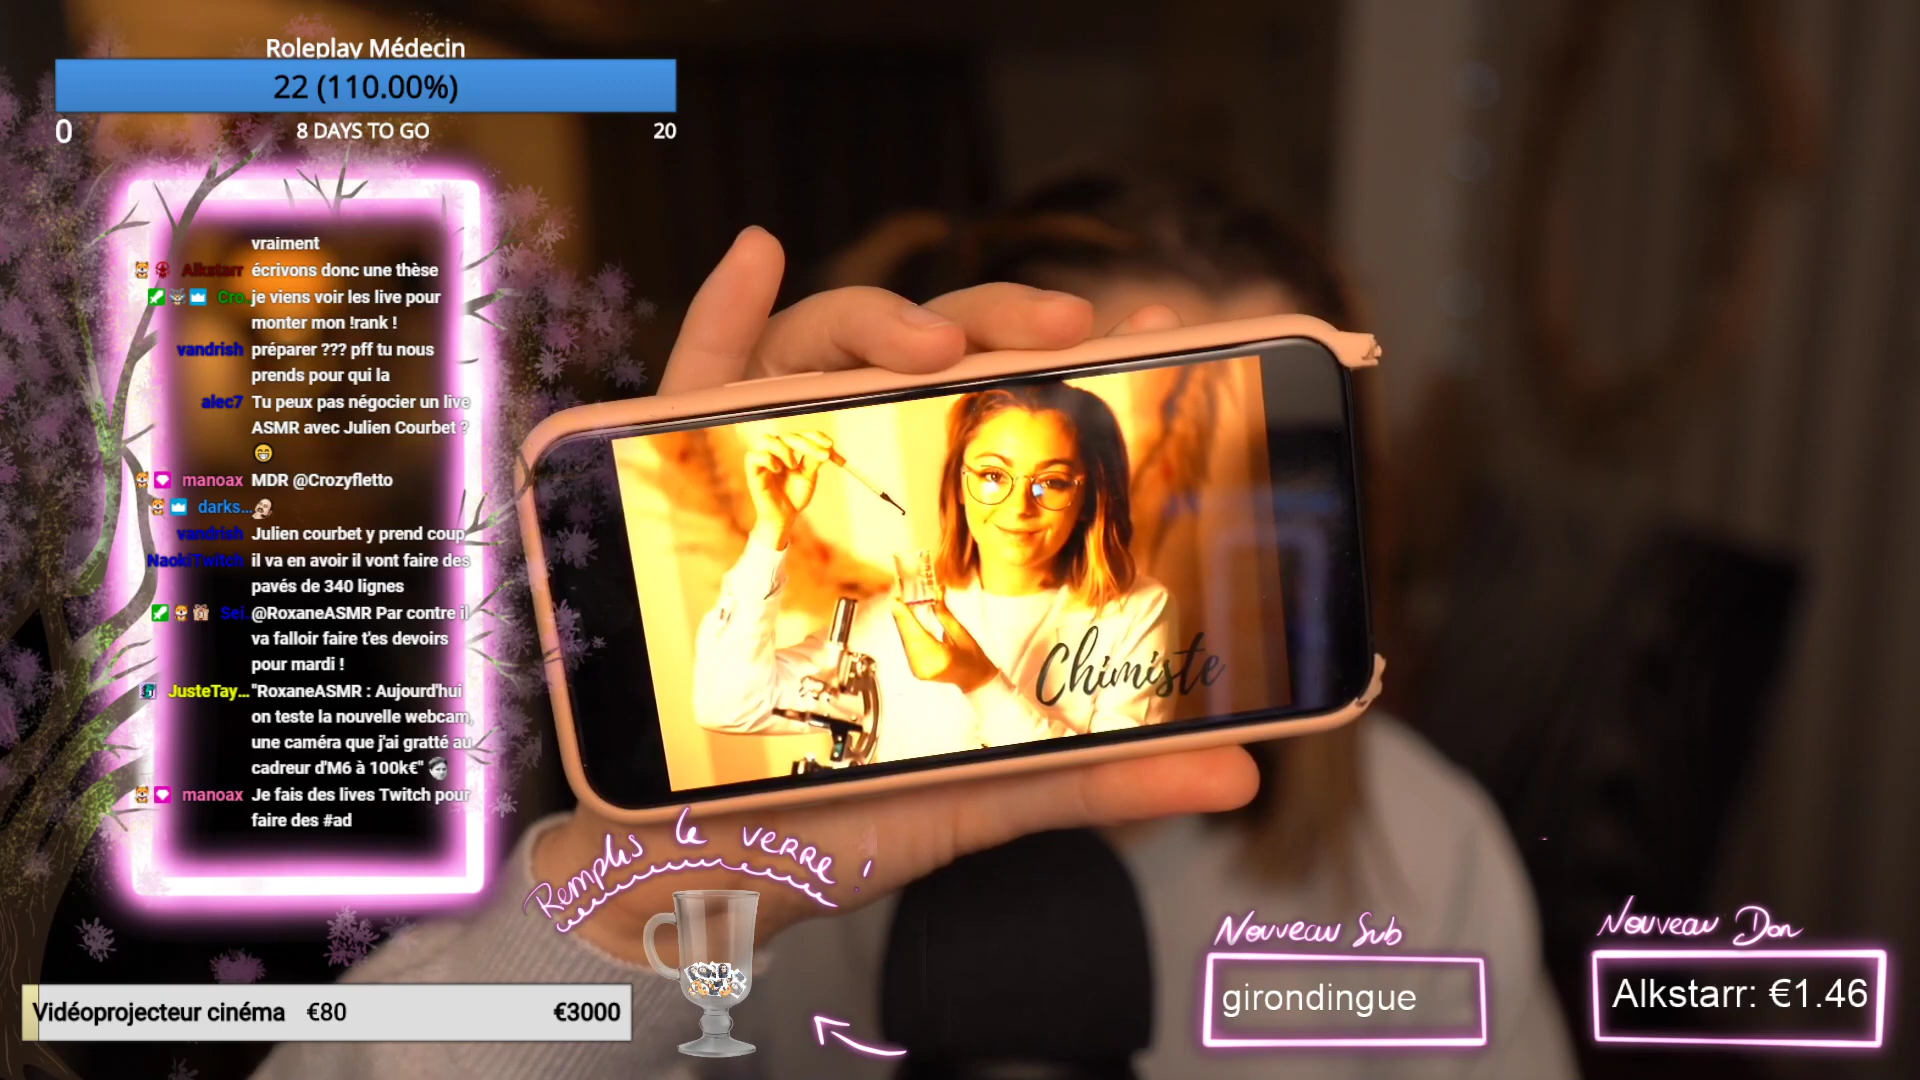 Roleplay Médecin
22 (110.00%)
0 8 DAYS TO GO 20
vraiment
Alkstarr écrivons donc une thèse
Cro.. je viens voir les live pour
monter mon !rank !
vandrish préparer ??? pff tu nous
prends pour qui la
alec7 Tu peux pas négocier un live
ASMR avec Julien Courbet ?
manoax MDR @Crozyfletto
darks...
vandrish Julien courbet y prend coup
NaokiTwitch il va en avoir il vont faire des
pavés de 340 lignes
Sei.. @RoxaneASMR Par contre il
va falloir faire t'es devoirs
pour mardi !
JusteTay... "RoxaneASMR : Aujourd'hui
on teste la nouvelle webcam,
une caméra que j'ai gratté au
cadreur d'M6 à 100k€"
manoax Je fais des lives Twitch pour
faire des #ad
Chimiste
Remplis le verre !
Vidéoprojecteur cinéma €80 €3000
Nouveau Sub
girondingue
Nouveau Don
Alkstarr: €1.46